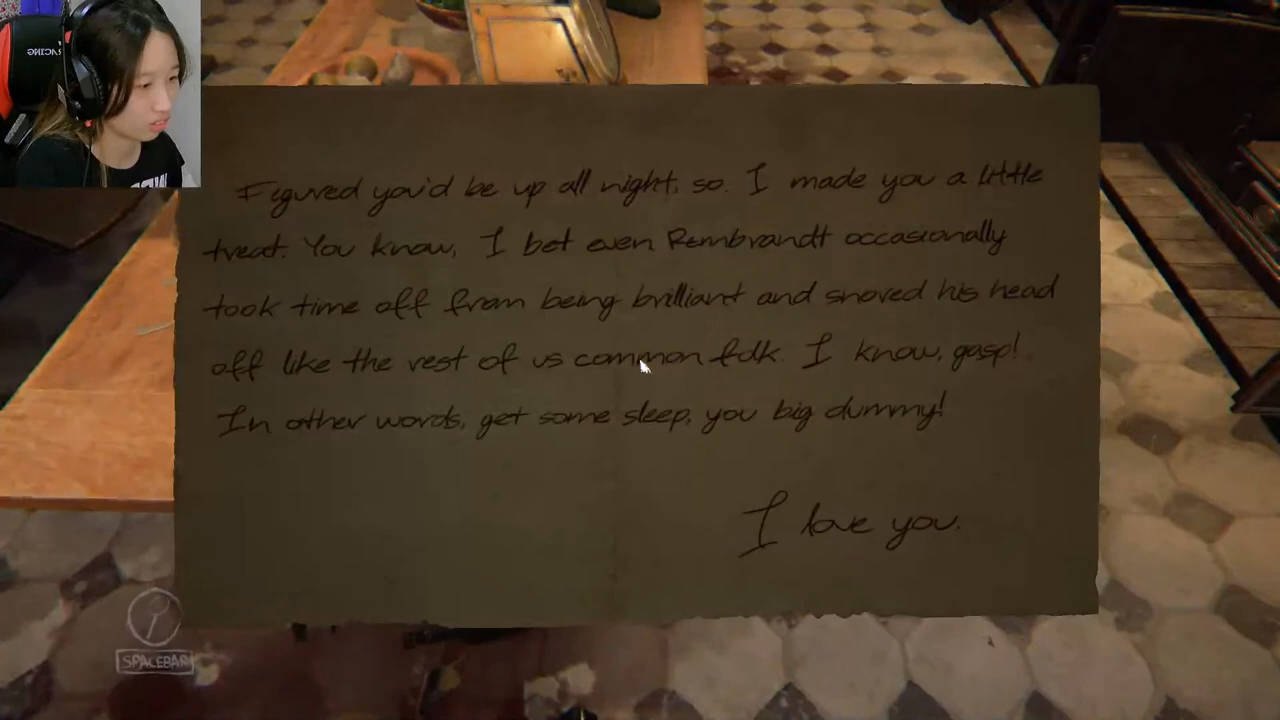 Figured you'd be up all night, so. I made you a little
treat. You know, I bet even Rembrandt occasionally
took time off from being brilliant and snored his head
off like the rest of us common folk. I know, gasp!
In other words, get some sleep, you big dummy!
I love you.
SPACEBAR